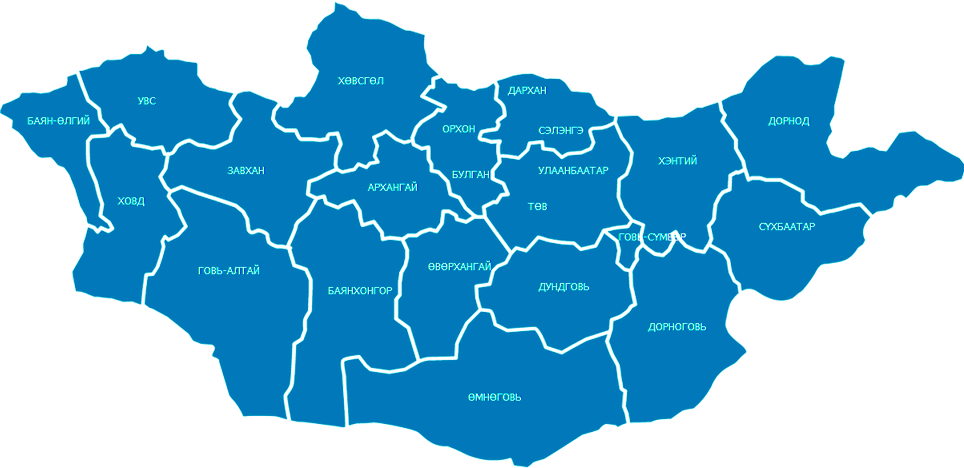 ХӨВСГӨЛ
ДАРХАН
УВС
БАЯН-ӨЛГИЙ
ДОРНОД
ОРХОН
СЭЛЭНГЭ
ХЭНТИЙ
ЗАВХАН
УЛААНБААТАР
БУЛГАН
АРХАНГАЙ
ХОВД
ТӨВ
СҮХБААТАР
ГОВЬ-СҮМБЭР
ӨВӨРХАНГАЙ
ГОВЬ-АЛТАЙ
ДУНДГОВЬ
БАЯНХОНГОР
ДОРНОГОВЬ
ӨМНӨГОВЬ